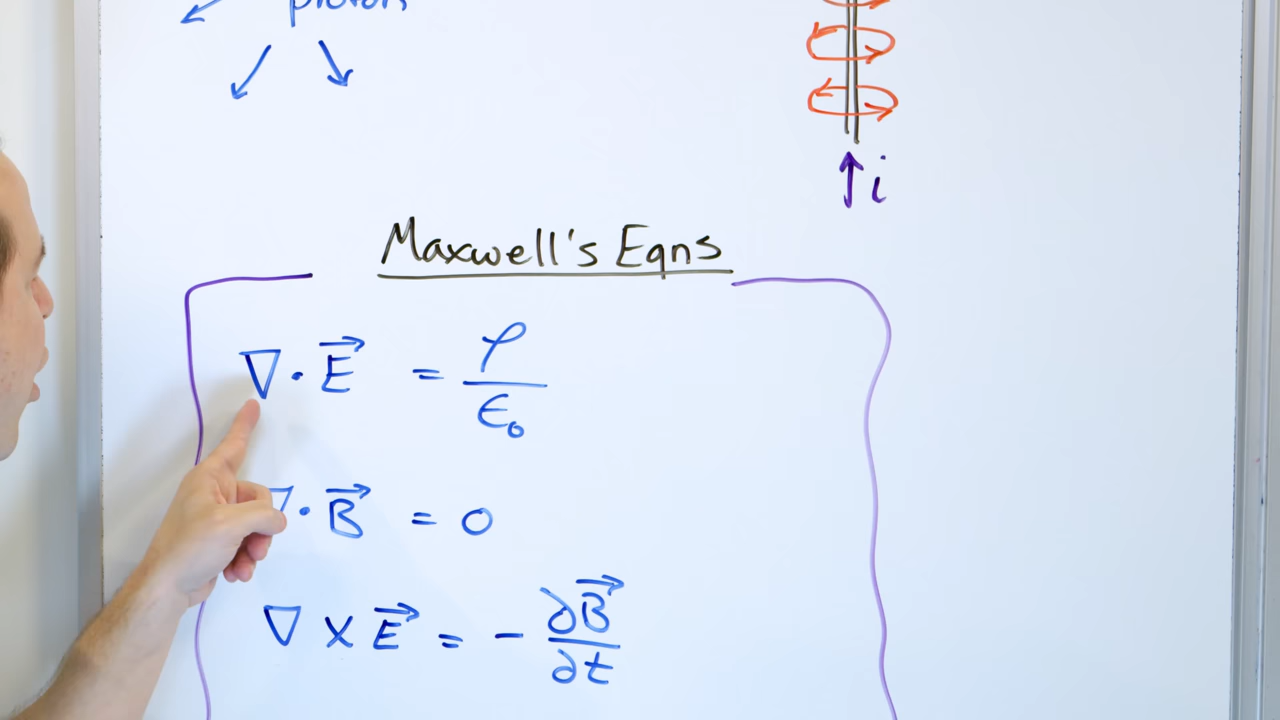 i
Maxwell's Eqns
∇ · E⃗ = ρ / ε₀
∇ · B⃗ = 0
∇ × E⃗ = - ∂B⃗ / ∂t